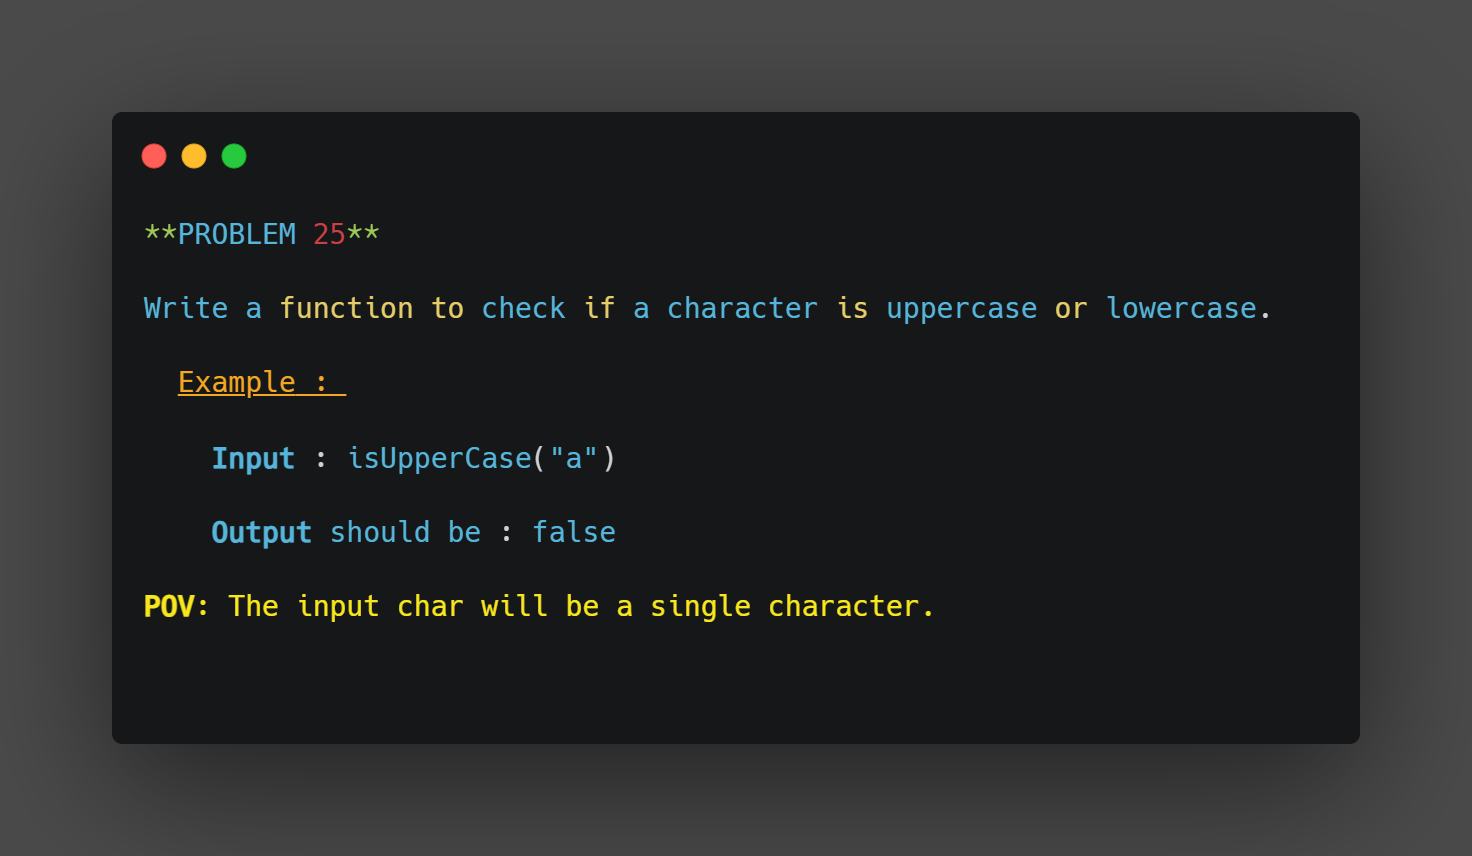 **PROBLEM 25**
Write a function to check if a character is uppercase or lowercase.
Example :
Input : isUpperCase("a")
Output should be : false
POV: The input char will be a single character.